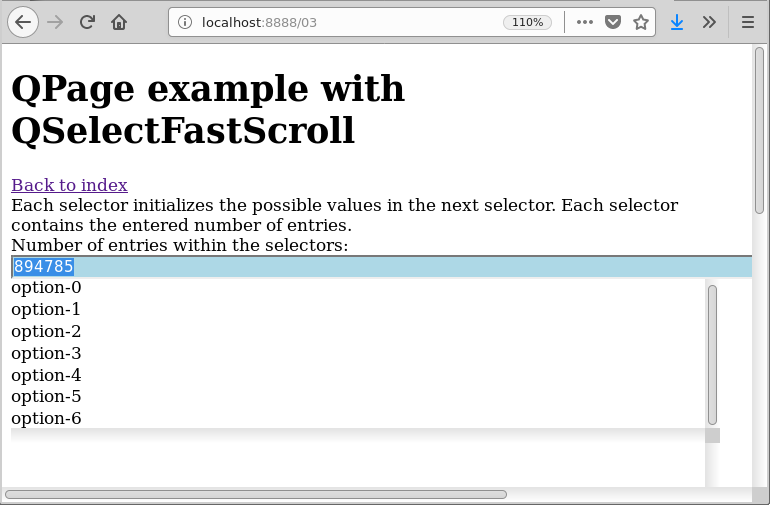 localhost:8888/03
110%
QPage example with
QSelectFastScroll
Back to index
Each selector initializes the possible values in the next selector. Each selector
contains the entered number of entries.
Number of entries within the selectors:
894785
option-0
option-1
option-2
option-3
option-4
option-5
option-6